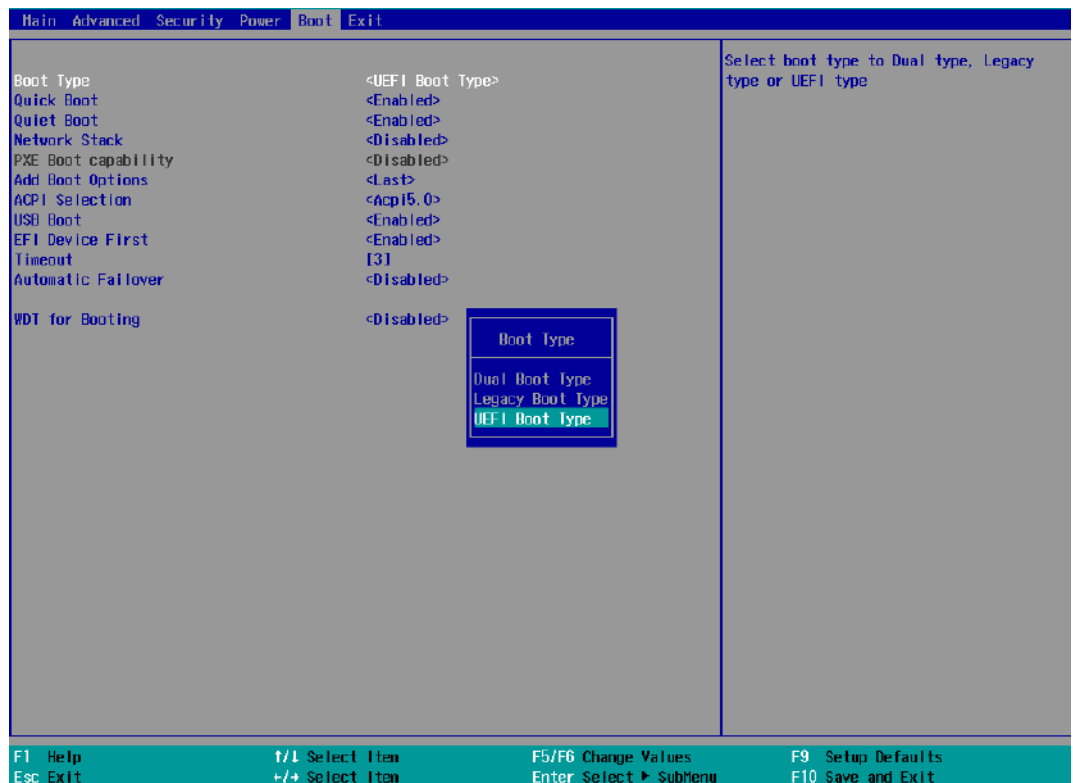 Main Advanced Security Power Boot Exit
Boot Type <UEFI Boot Type>
Quick Boot <Enabled>
Quiet Boot <Enabled>
Network Stack <Disabled>
PXE Boot capability <Disabled>
Add Boot Options <Last>
ACPI Selection <Acpi5.0>
USB Boot <Enabled>
EFI Device First <Enabled>
Timeout [3]
Automatic Failover <Disabled>
WDT for Booting <Disabled>
Boot Type
Dual Boot Type
Legacy Boot Type
UEFI Boot Type
Select boot type to Dual type, Legacy
type or UEFI type
F1 Help ↑/↓ Select Item F5/F6 Change Values F9 Setup Defaults
Esc Exit ←/→ Select Item Enter Select ► SubMenu F10 Save and Exit